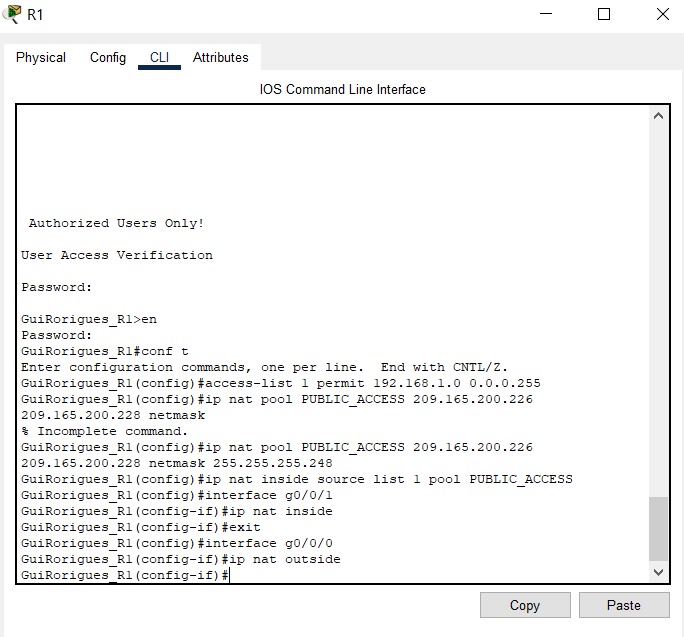 R1
Physical Config CLI Attributes
IOS Command Line Interface
Authorized Users Only!
User Access Verification
Password:
GuiRorigues_R1>en
Password:
GuiRorigues_R1#conf t
Enter configuration commands, one per line.  End with CNTL/Z.
GuiRorigues_R1(config)#access-list 1 permit 192.168.1.0 0.0.0.255
GuiRorigues_R1(config)#ip nat pool PUBLIC_ACCESS 209.165.200.226
209.165.200.228 netmask
% Incomplete command.
GuiRorigues_R1(config)#ip nat pool PUBLIC_ACCESS 209.165.200.226
209.165.200.228 netmask 255.255.255.248
GuiRorigues_R1(config)#ip nat inside source list 1 pool PUBLIC_ACCESS
GuiRorigues_R1(config)#interface g0/0/1
GuiRorigues_R1(config-if)#ip nat inside
GuiRorigues_R1(config-if)#exit
GuiRorigues_R1(config)#interface g0/0/0
GuiRorigues_R1(config-if)#ip nat outside
GuiRorigues_R1(config-if)#
Copy Paste